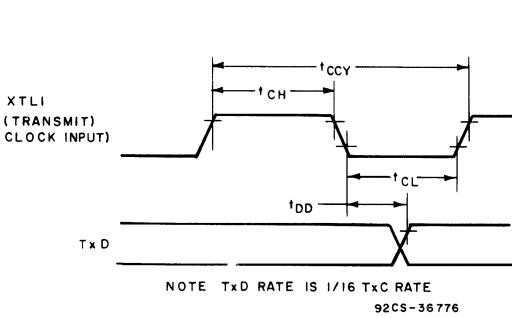 tCCY
tCH
XTLI
(TRANSMIT)
CLOCK INPUT)
tCL
tDD
TxD
NOTE TxD RATE IS 1/16 TxC RATE
92CS-36776